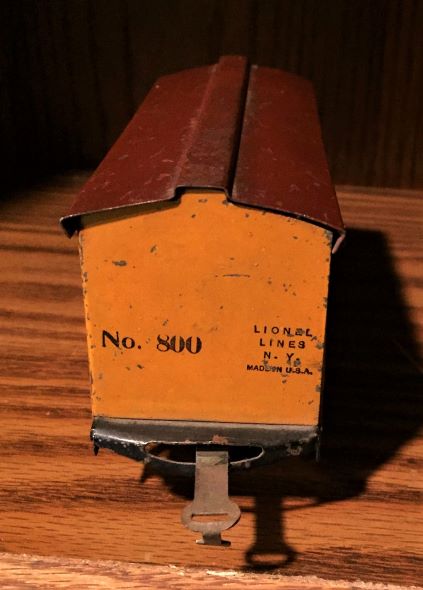 No. 800
LIONEL
LINES
N. Y.
MADE IN U.S.A.